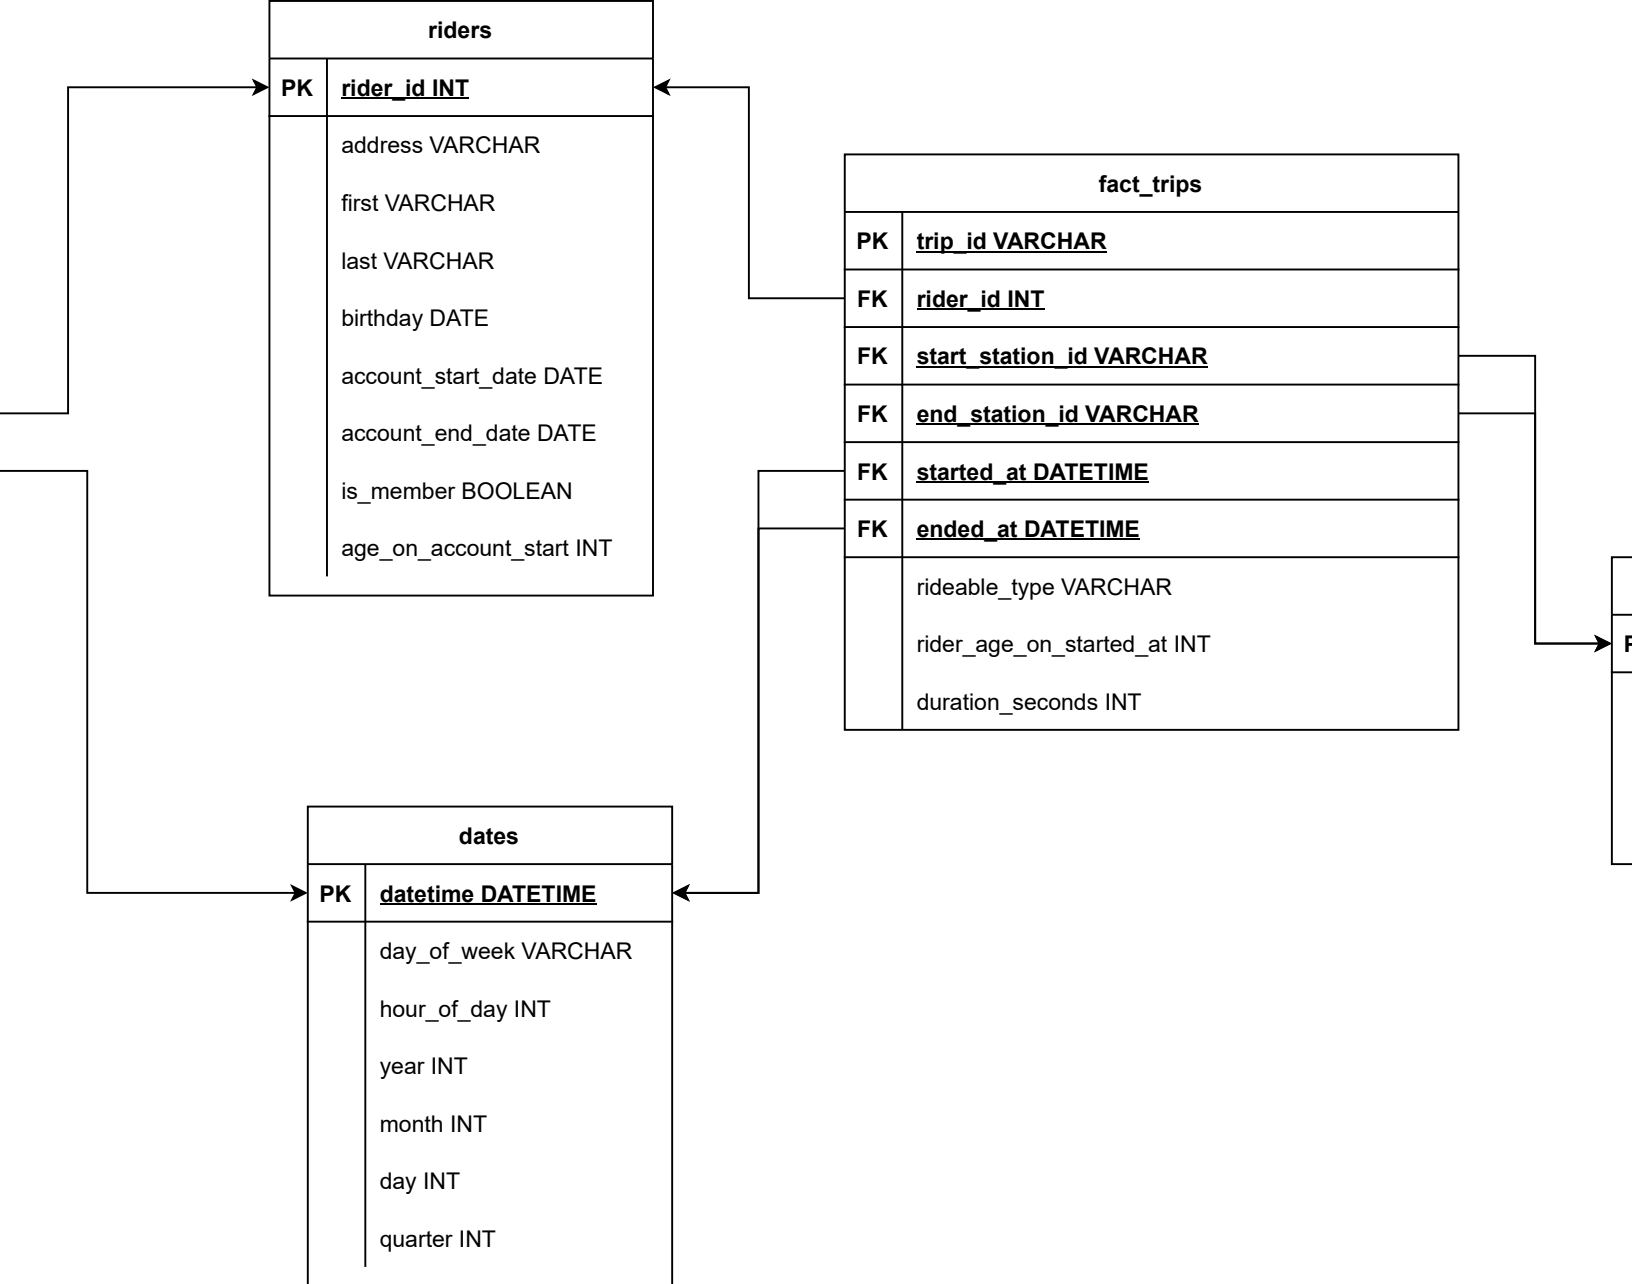 riders
PK rider_id INT
address VARCHAR
first VARCHAR
last VARCHAR
birthday DATE
account_start_date DATE
account_end_date DATE
is_member BOOLEAN
age_on_account_start INT
fact_trips
PK trip_id VARCHAR
FK rider_id INT
FK start_station_id VARCHAR
FK end_station_id VARCHAR
FK started_at DATETIME
FK ended_at DATETIME
rideable_type VARCHAR
rider_age_on_started_at INT
duration_seconds INT
dates
PK datetime DATETIME
day_of_week VARCHAR
hour_of_day INT
year INT
month INT
day INT
quarter INT